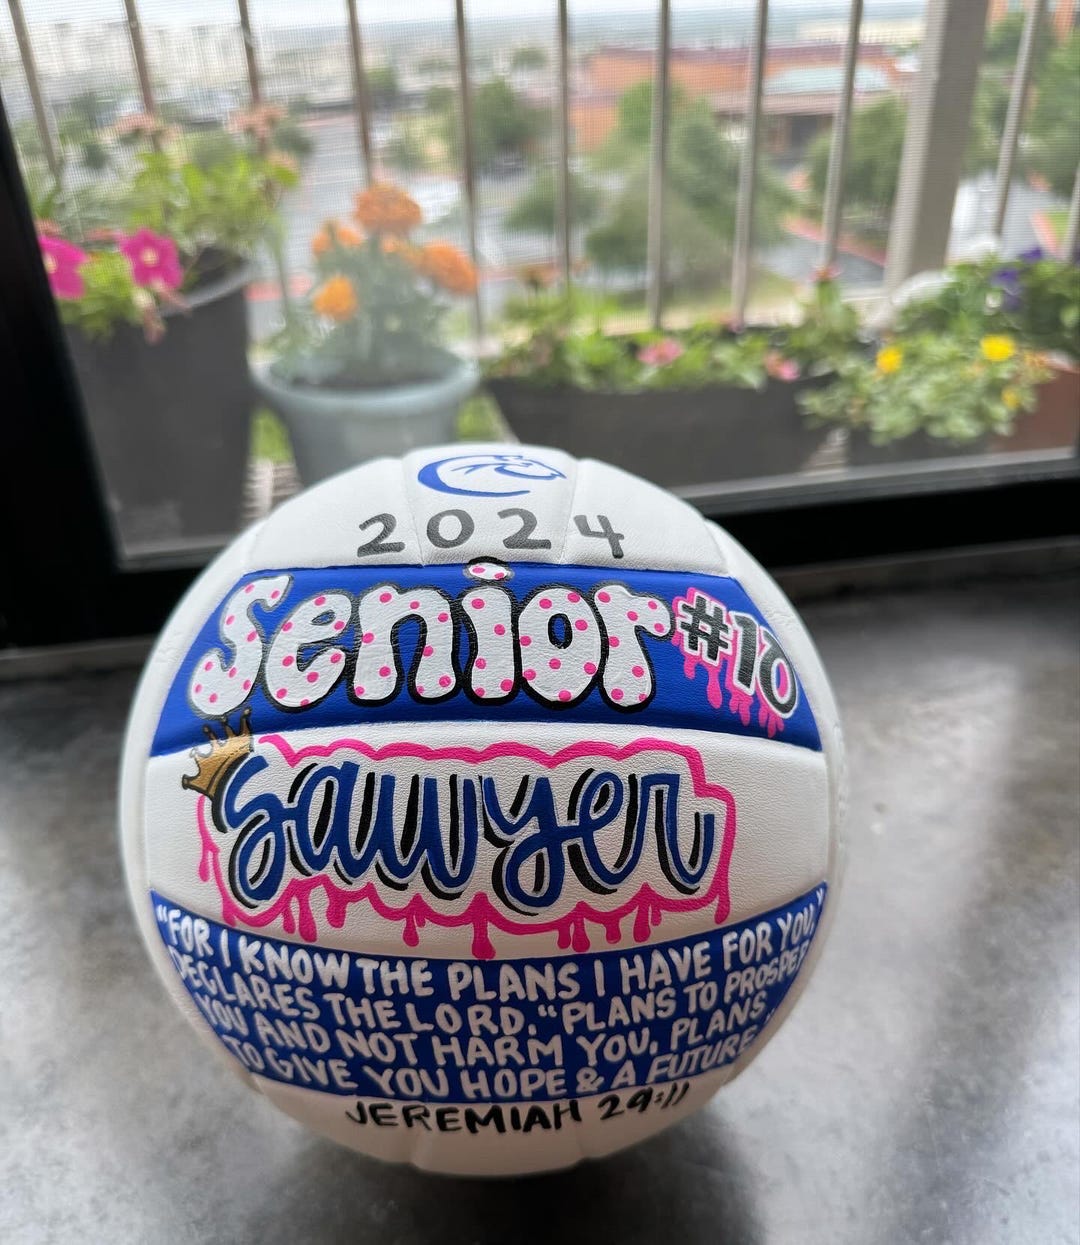 2024
Senior #10
Sawyer
"FOR I KNOW THE PLANS I HAVE FOR YOU,"
DECLARES THE LORD. "PLANS TO PROSPER
YOU AND NOT HARM YOU, PLANS
TO GIVE YOU HOPE & A FUTURE."
JEREMIAH 29:11